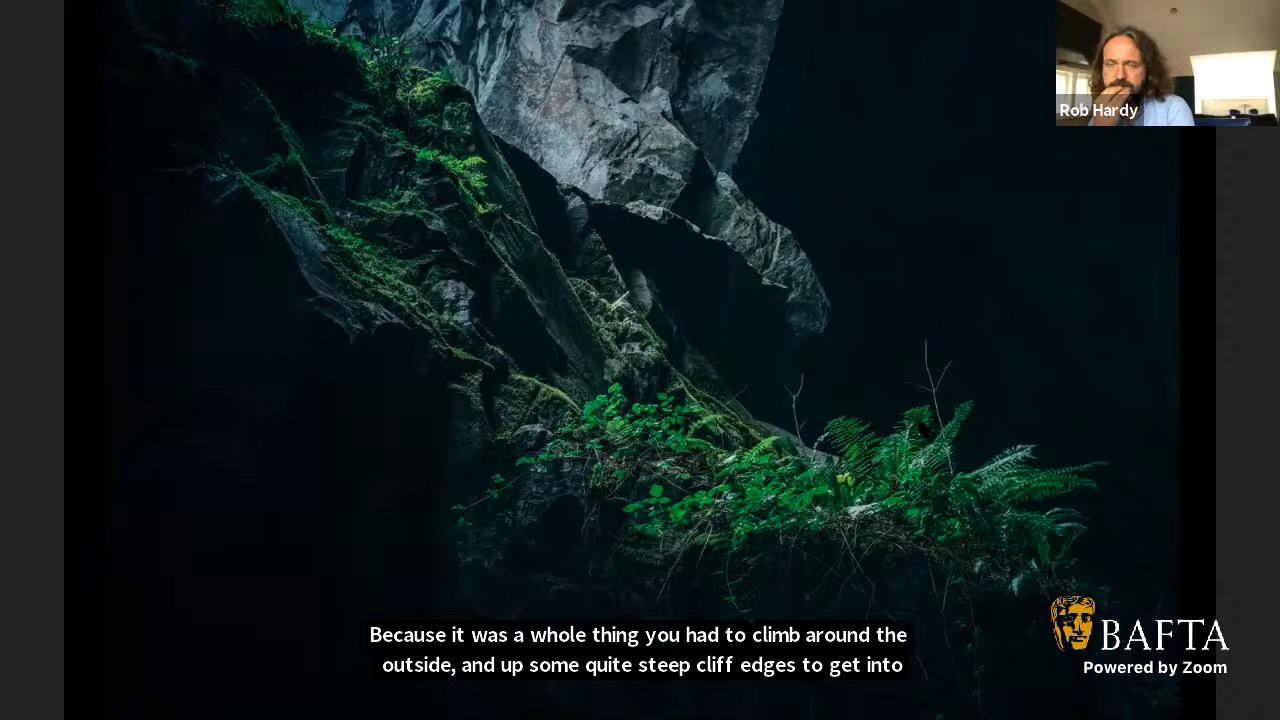 Rob Hardy
Because it was a whole thing you had to climb around the
outside, and up some quite steep cliff edges to get into
BAFTA
Powered by Zoom